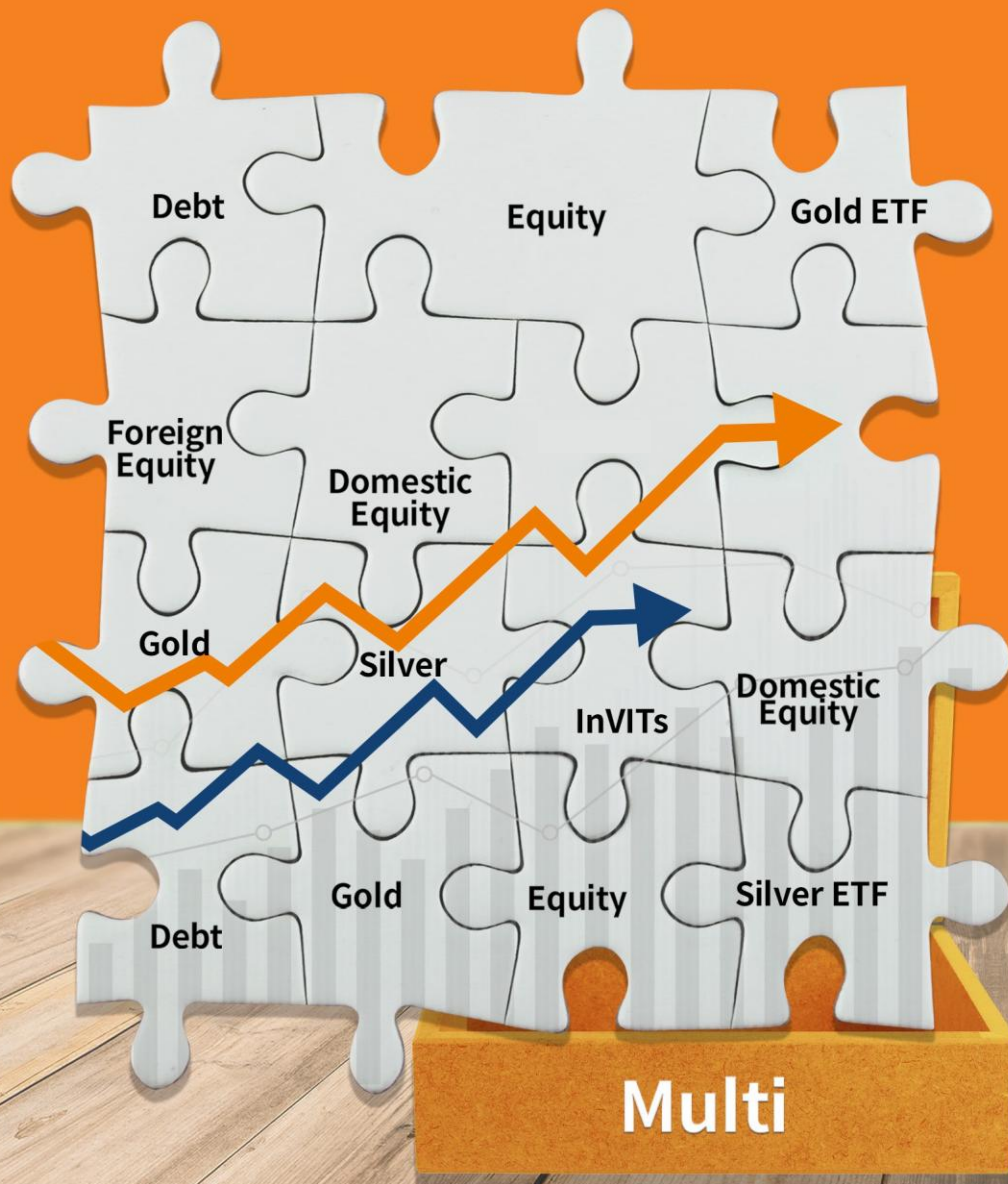 Debt
Equity
Gold ETF
Foreign
Equity
Domestic
Equity
Gold
Silver
InVITs
Domestic
Equity
Debt
Gold
Equity
Silver ETF
Multi